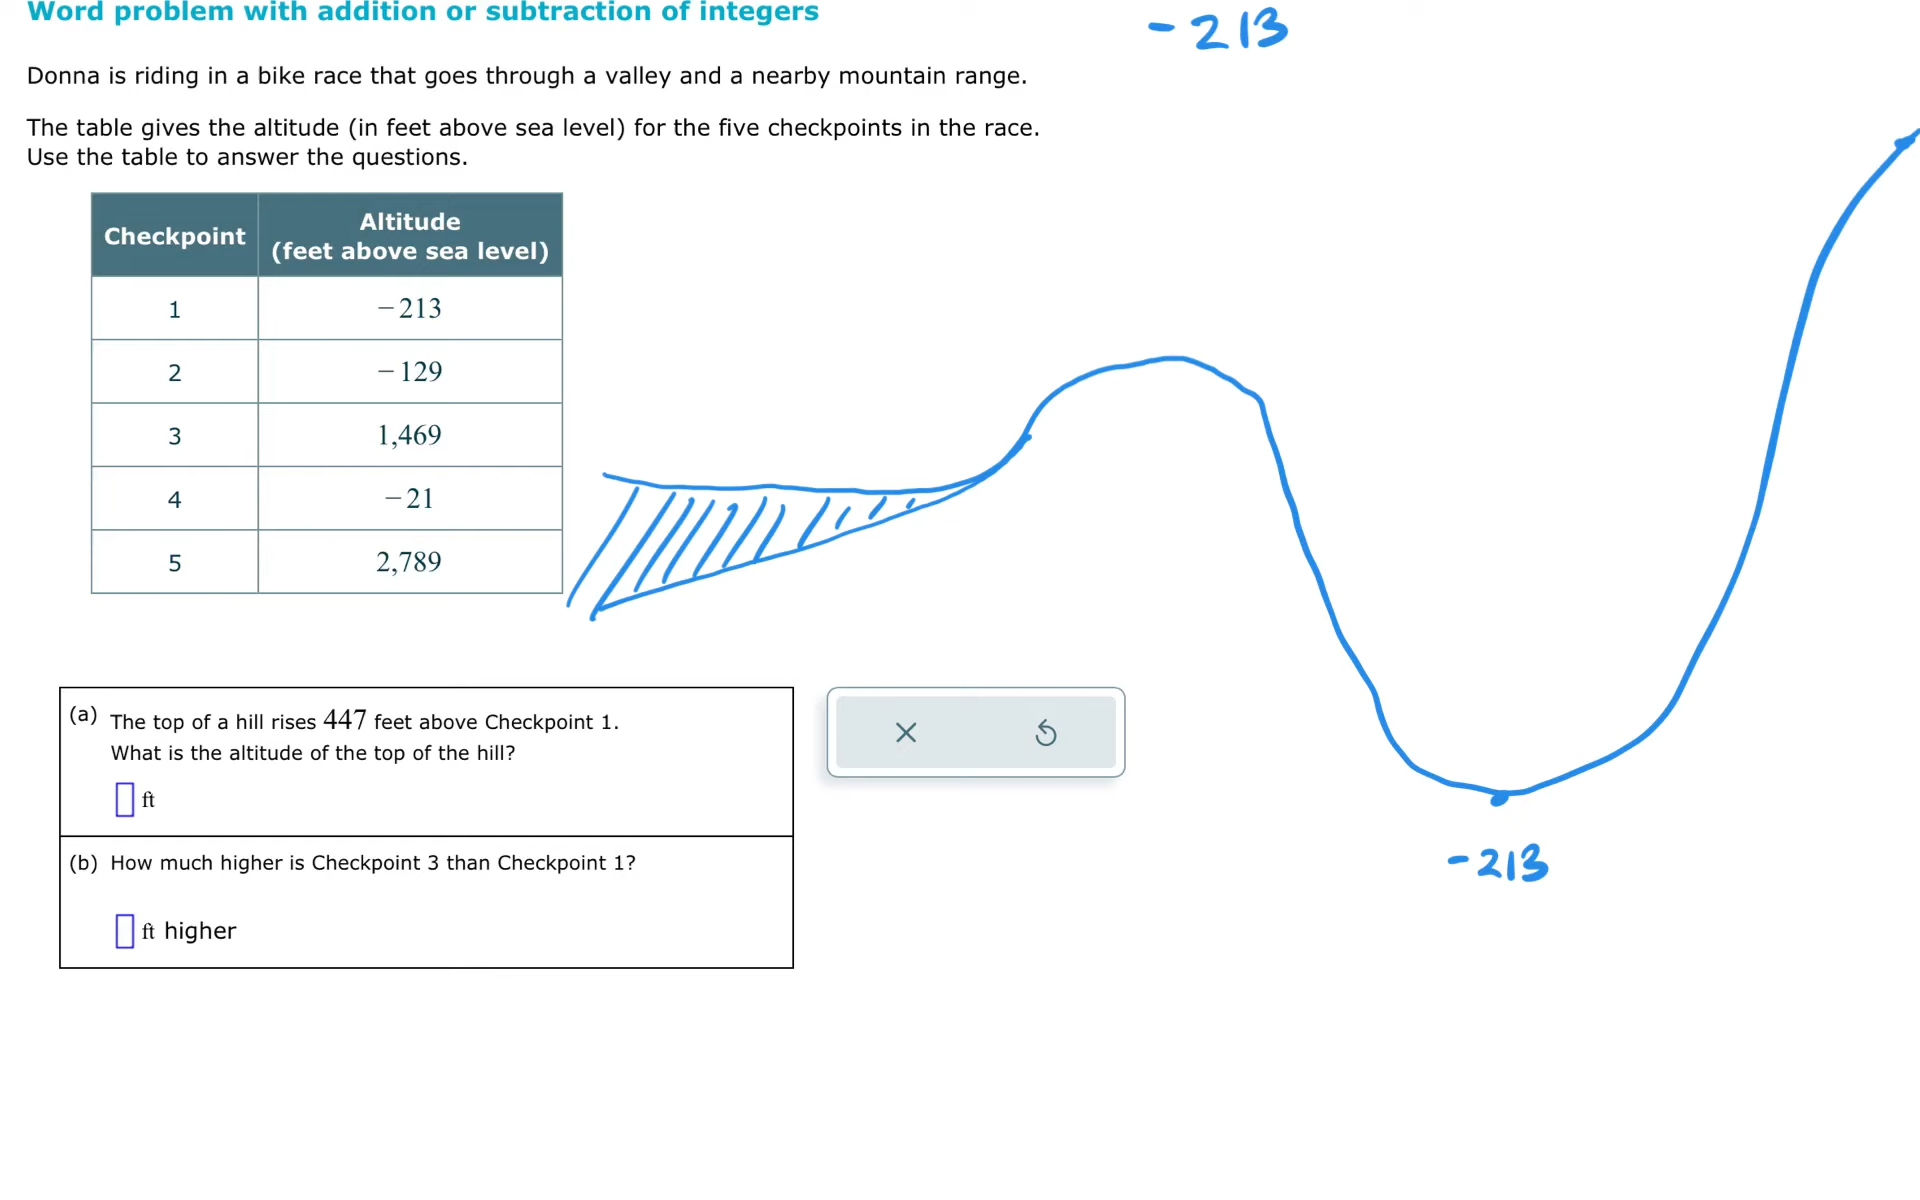 Word problem with addition or subtraction of integers
-213
Donna is riding in a bike race that goes through a valley and a nearby mountain range.
The table gives the altitude (in feet above sea level) for the five checkpoints in the race.
Use the table to answer the questions.
Checkpoint Altitude (feet above sea level)
1 −213
2 −129
3 1,469
4 −21
5 2,789
(a) The top of a hill rises 447 feet above Checkpoint 1.
What is the altitude of the top of the hill?
ft
(b) How much higher is Checkpoint 3 than Checkpoint 1?
ft higher
-213